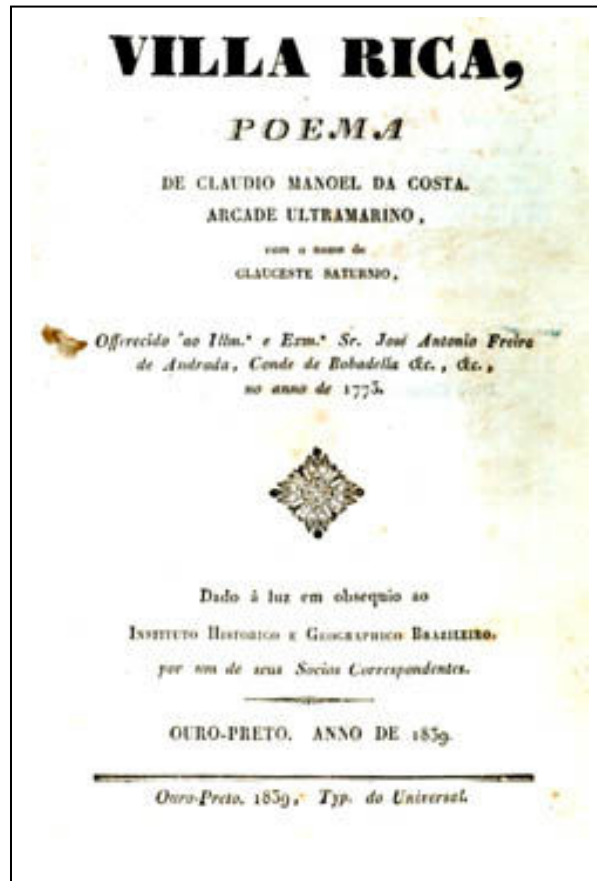 VILLA RICA,
POEMA
DE CLAUDIO MANOEL DA COSTA.
ARCADE ULTRAMARINO,
com o nome de
GLAUCESTE SATURNIO,
Offerecido ao Illm.º e Exm.º Sr. José Antonio Freire
de Andrada, Conde de Bobadella &c., &c.,
no anno de 1773.
Dado á luz em obsequio ao
INSTITUTO HISTORICO E GEOGRAPHICO BRAZILEIRO.
por um de seus Socios Correspondentes.
OURO-PRETO. ANNO DE 1839.
Ouro-Preto. 1839, Typ. do Universal.